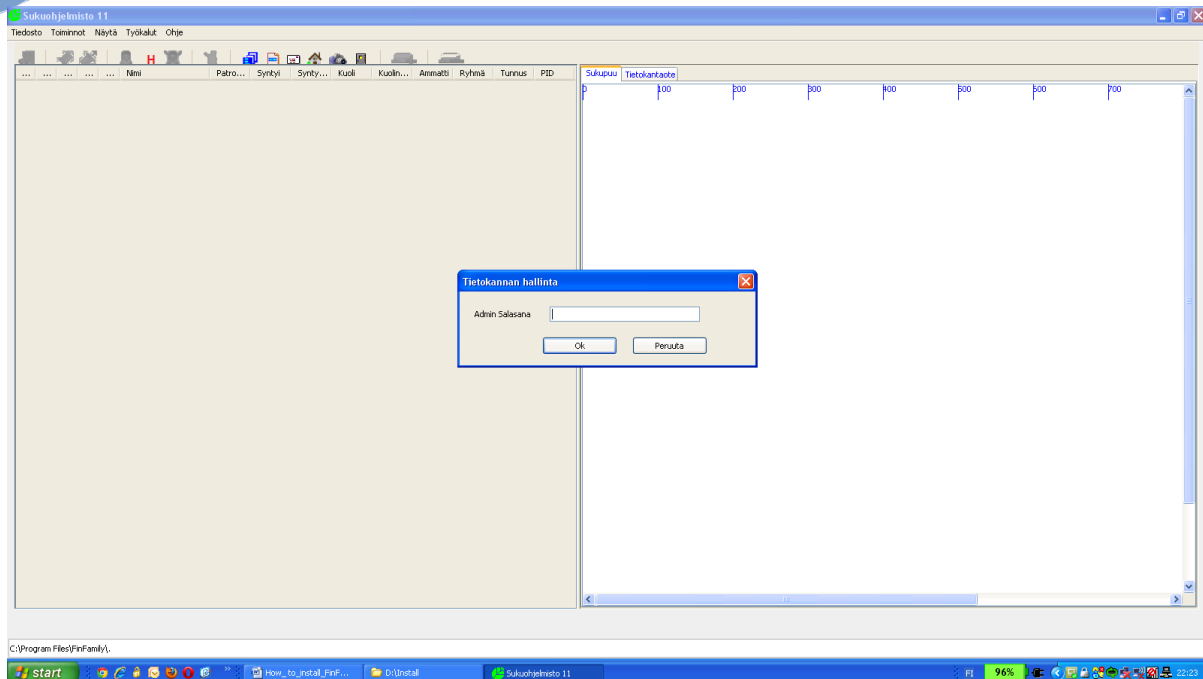 Sukuohjelmisto 11
Tiedosto Toiminnot Näytä Työkalut Ohje
H
... ... ... ... ... Nimi Patro... Syntyi Synty... Kuoli Kuolin... Ammatti Ryhmä Tunnus PID
Sukupuu Tietokantaote
0 100 200 300 400 500 600 700
Tietokannan hallinta
Admin Salasana
Ok Peruuta
C:\Program Files\FinFamily\.
start How_to_install_FinF... D:\Install Sukuohjelmisto 11 FI 96% 22:23